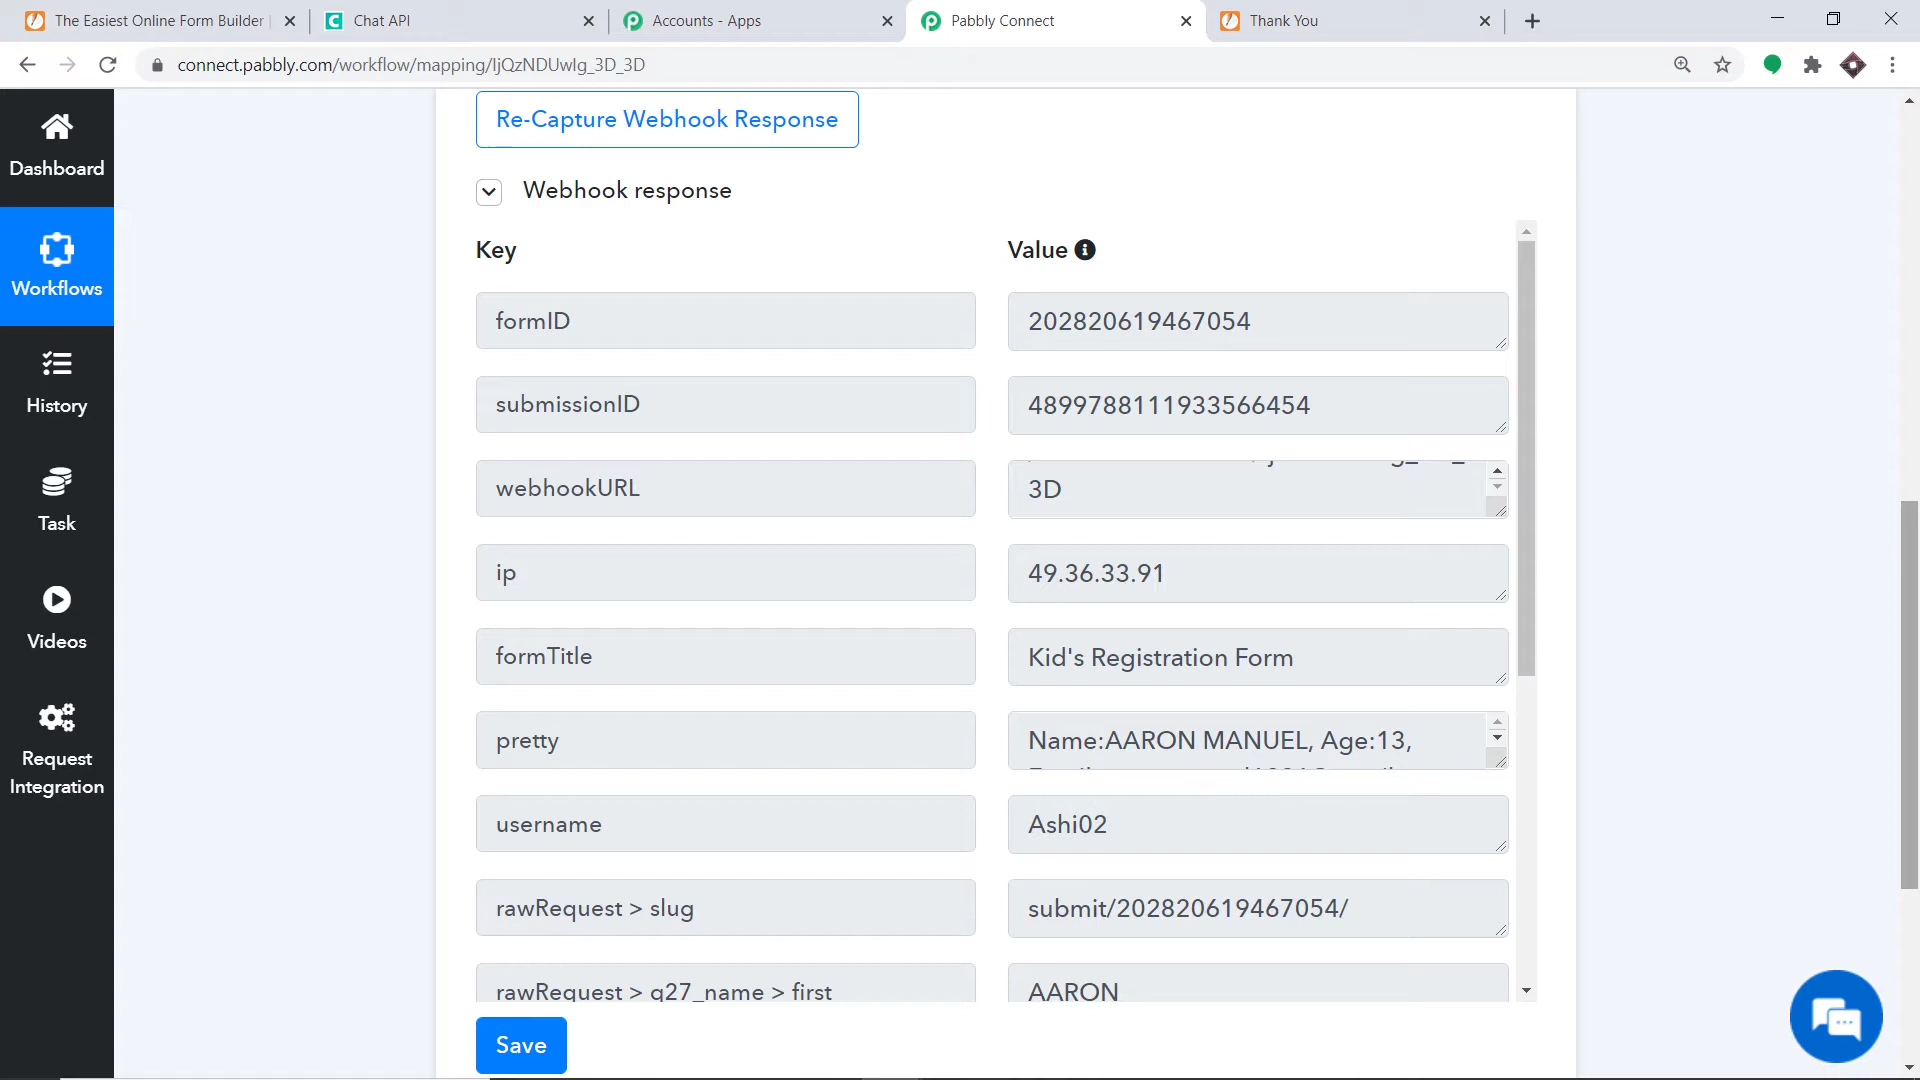 The Easiest Online Form Builder
Chat API
Accounts - Apps
Pabbly Connect
Thank You
connect.pabbly.com/workflow/mapping/IjQzNDUwIg_3D_3D
Dashboard
Workflows
History
Task
Videos
Request
Integration
Re-Capture Webhook Response
Webhook response
Key
Value
formID
202820619467054
submissionID
4899788111933566454
webhookURL
3D
ip
49.36.33.91
formTitle
Kid's Registration Form
pretty
Name:AARON MANUEL, Age:13,
username
Ashi02
rawRequest > slug
submit/202820619467054/
rawRequest > q27_name > first
AARON
Save